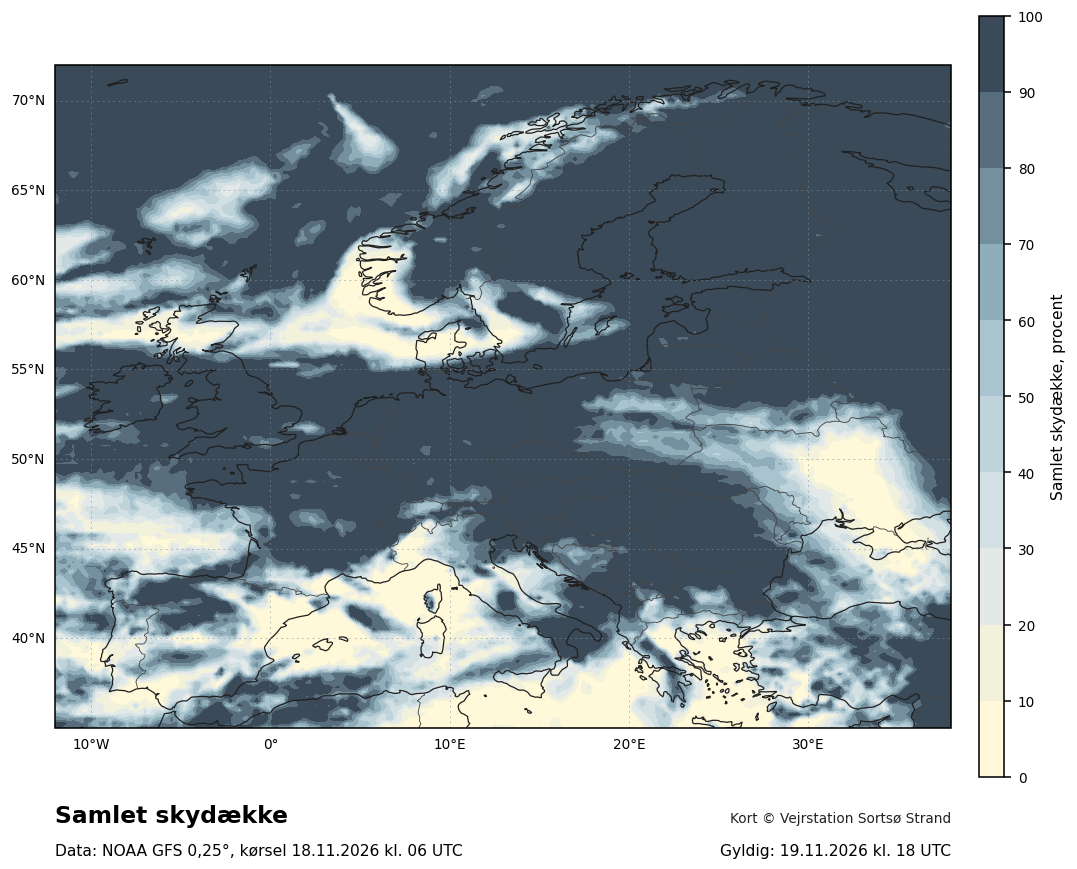 70°N
65°N
60°N
55°N
50°N
45°N
40°N
10°W 0° 10°E 20°E 30°E
100
90
80
70
60
50
40
30
20
10
0
Samlet skydække, procent
Samlet skydække
Kort © Vejrstation Sortsø Strand
Data: NOAA GFS 0,25°, kørsel 18.11.2026 kl. 06 UTC
Gyldig: 19.11.2026 kl. 18 UTC